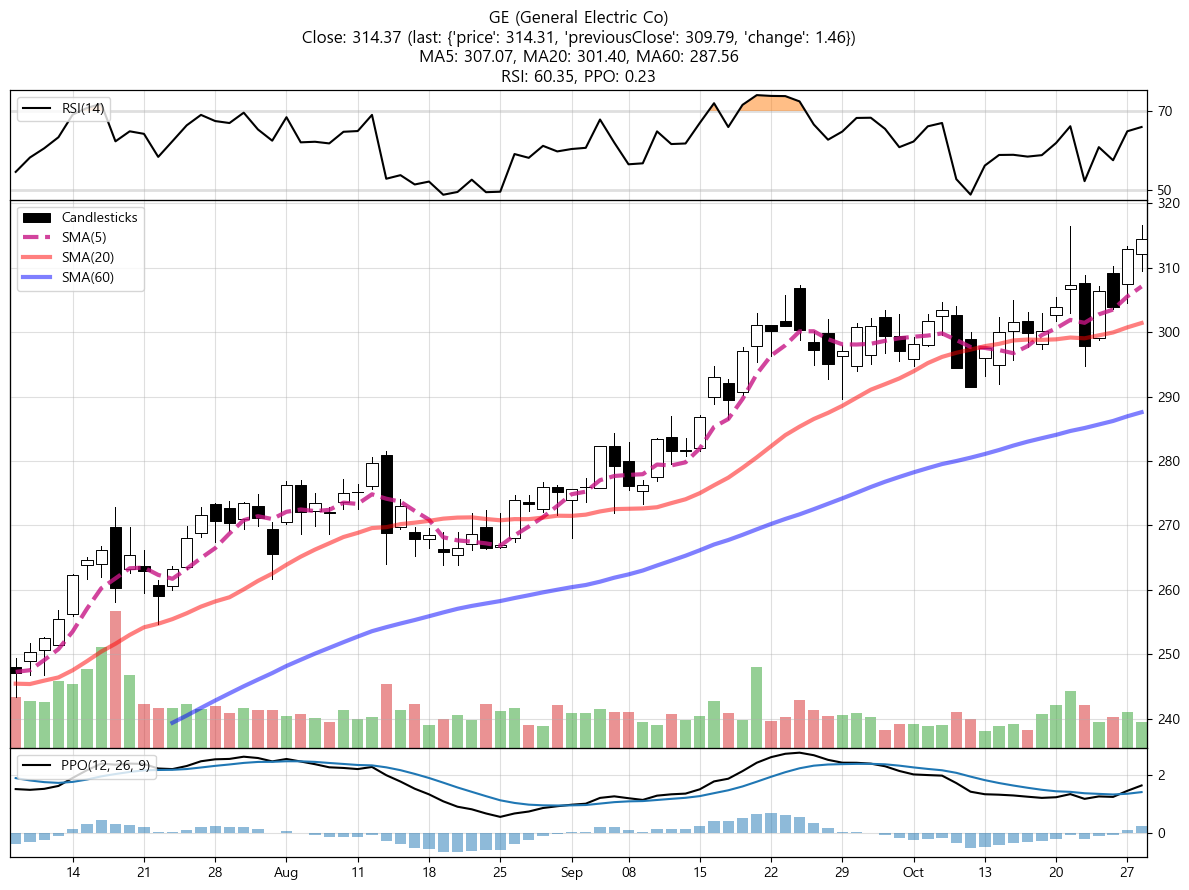 GE (General Electric Co)
Close: 314.37 (last: {'price': 314.31, 'previousClose': 309.79, 'change': 1.46})
MA5: 307.07, MA20: 301.40, MA60: 287.56
RSI: 60.35, PPO: 0.23
RSI(14)
70
50
Candlesticks
SMA(5)
SMA(20)
SMA(60)
320
310
300
290
280
270
260
250
240
PPO(12, 26, 9)
2
0
14 21 28 Aug 11 18 25 Sep 08 15 22 29 Oct 13 20 27